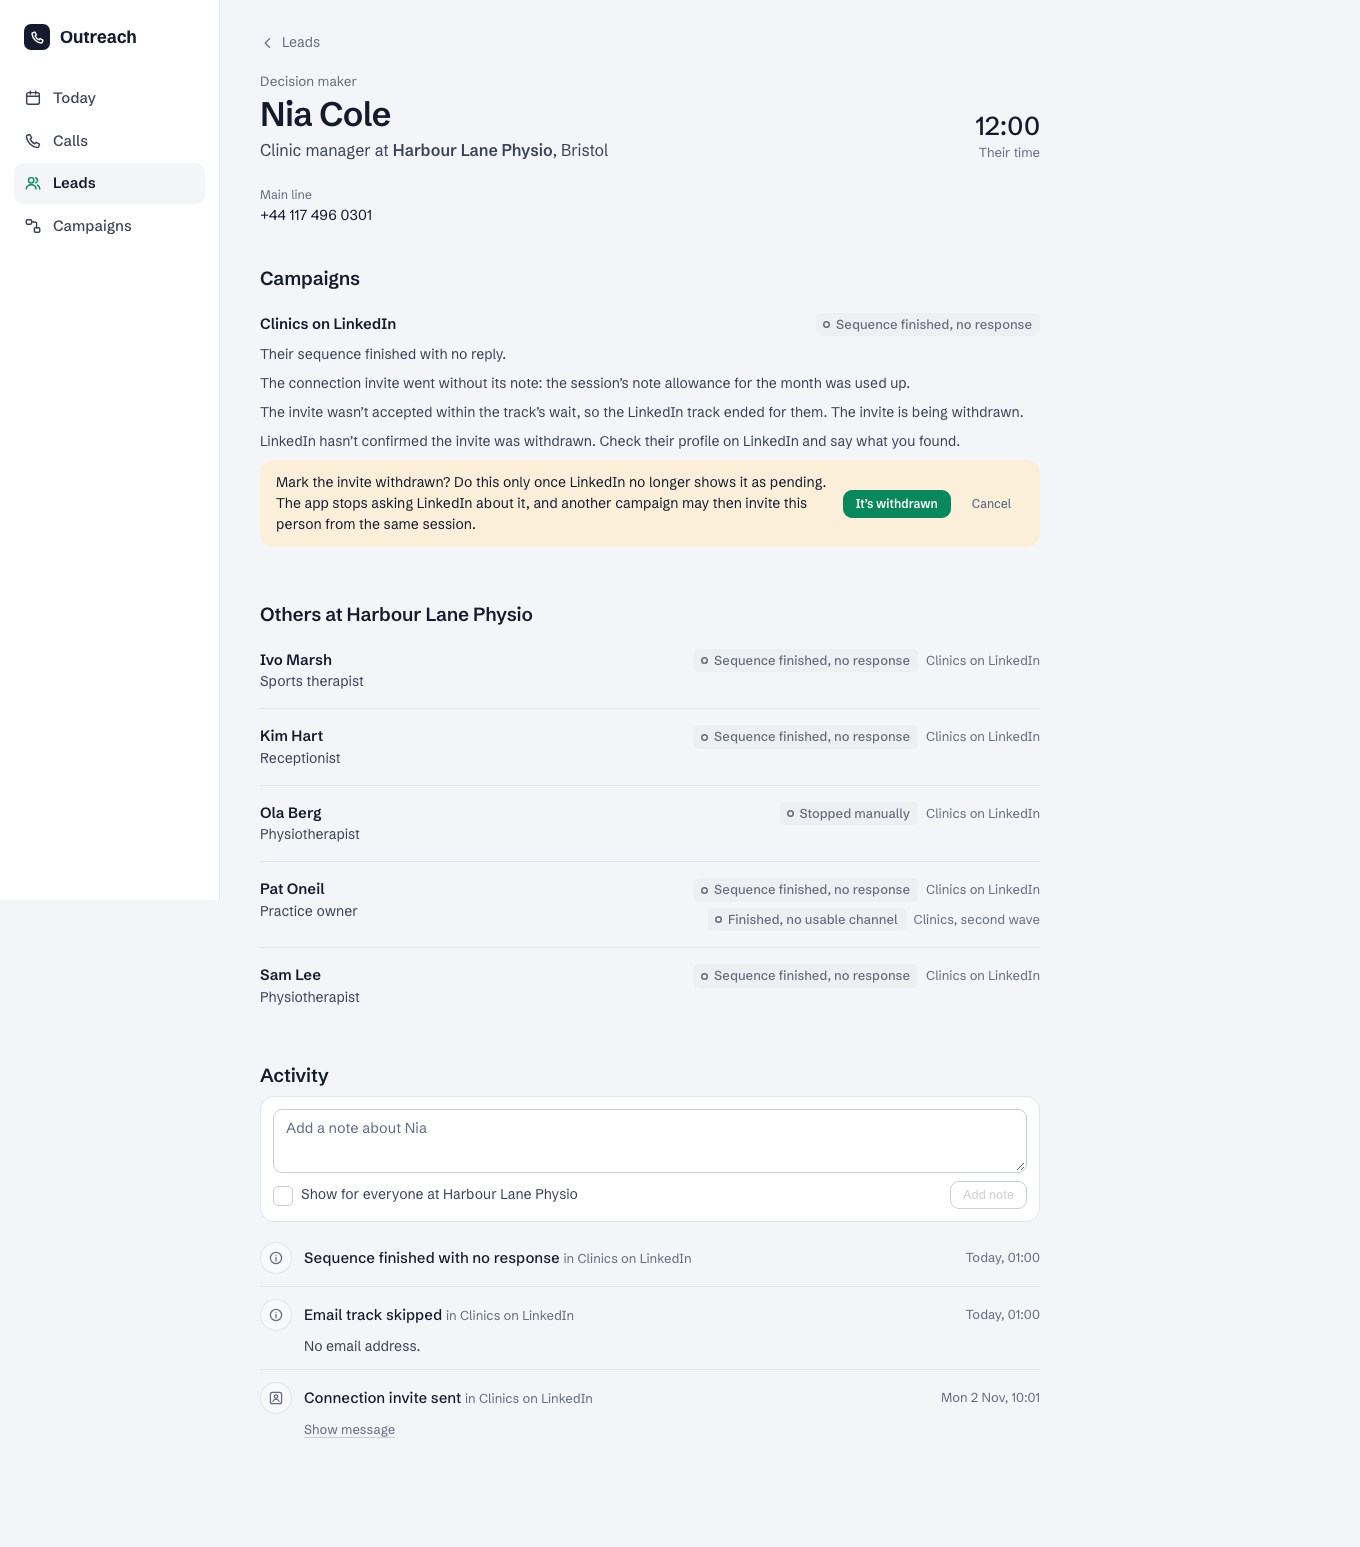 Outreach
Today
Calls
Leads
Campaigns
Leads
Decision maker
Nia Cole
Clinic manager at Harbour Lane Physio, Bristol
12:00
Their time
Main line
+44 117 496 0301
Campaigns
Clinics on LinkedIn
Sequence finished, no response
Their sequence finished with no reply.
The connection invite went without its note: the session’s note allowance for the month was used up.
The invite wasn’t accepted within the track’s wait, so the LinkedIn track ended for them. The invite is being withdrawn.
LinkedIn hasn’t confirmed the invite was withdrawn. Check their profile on LinkedIn and say what you found.
Mark the invite withdrawn? Do this only once LinkedIn no longer shows it as pending.
The app stops asking LinkedIn about it, and another campaign may then invite this
person from the same session.
It’s withdrawn
Cancel
Others at Harbour Lane Physio
Ivo Marsh
Sports therapist
Sequence finished, no response
Clinics on LinkedIn
Kim Hart
Receptionist
Sequence finished, no response
Clinics on LinkedIn
Ola Berg
Physiotherapist
Stopped manually
Clinics on LinkedIn
Pat Oneil
Practice owner
Sequence finished, no response
Clinics on LinkedIn
Finished, no usable channel
Clinics, second wave
Sam Lee
Physiotherapist
Sequence finished, no response
Clinics on LinkedIn
Activity
Add a note about Nia
Show for everyone at Harbour Lane Physio
Add note
Sequence finished with no response in Clinics on LinkedIn
Today, 01:00
Email track skipped in Clinics on LinkedIn
Today, 01:00
No email address.
Connection invite sent in Clinics on LinkedIn
Mon 2 Nov, 10:01
Show message